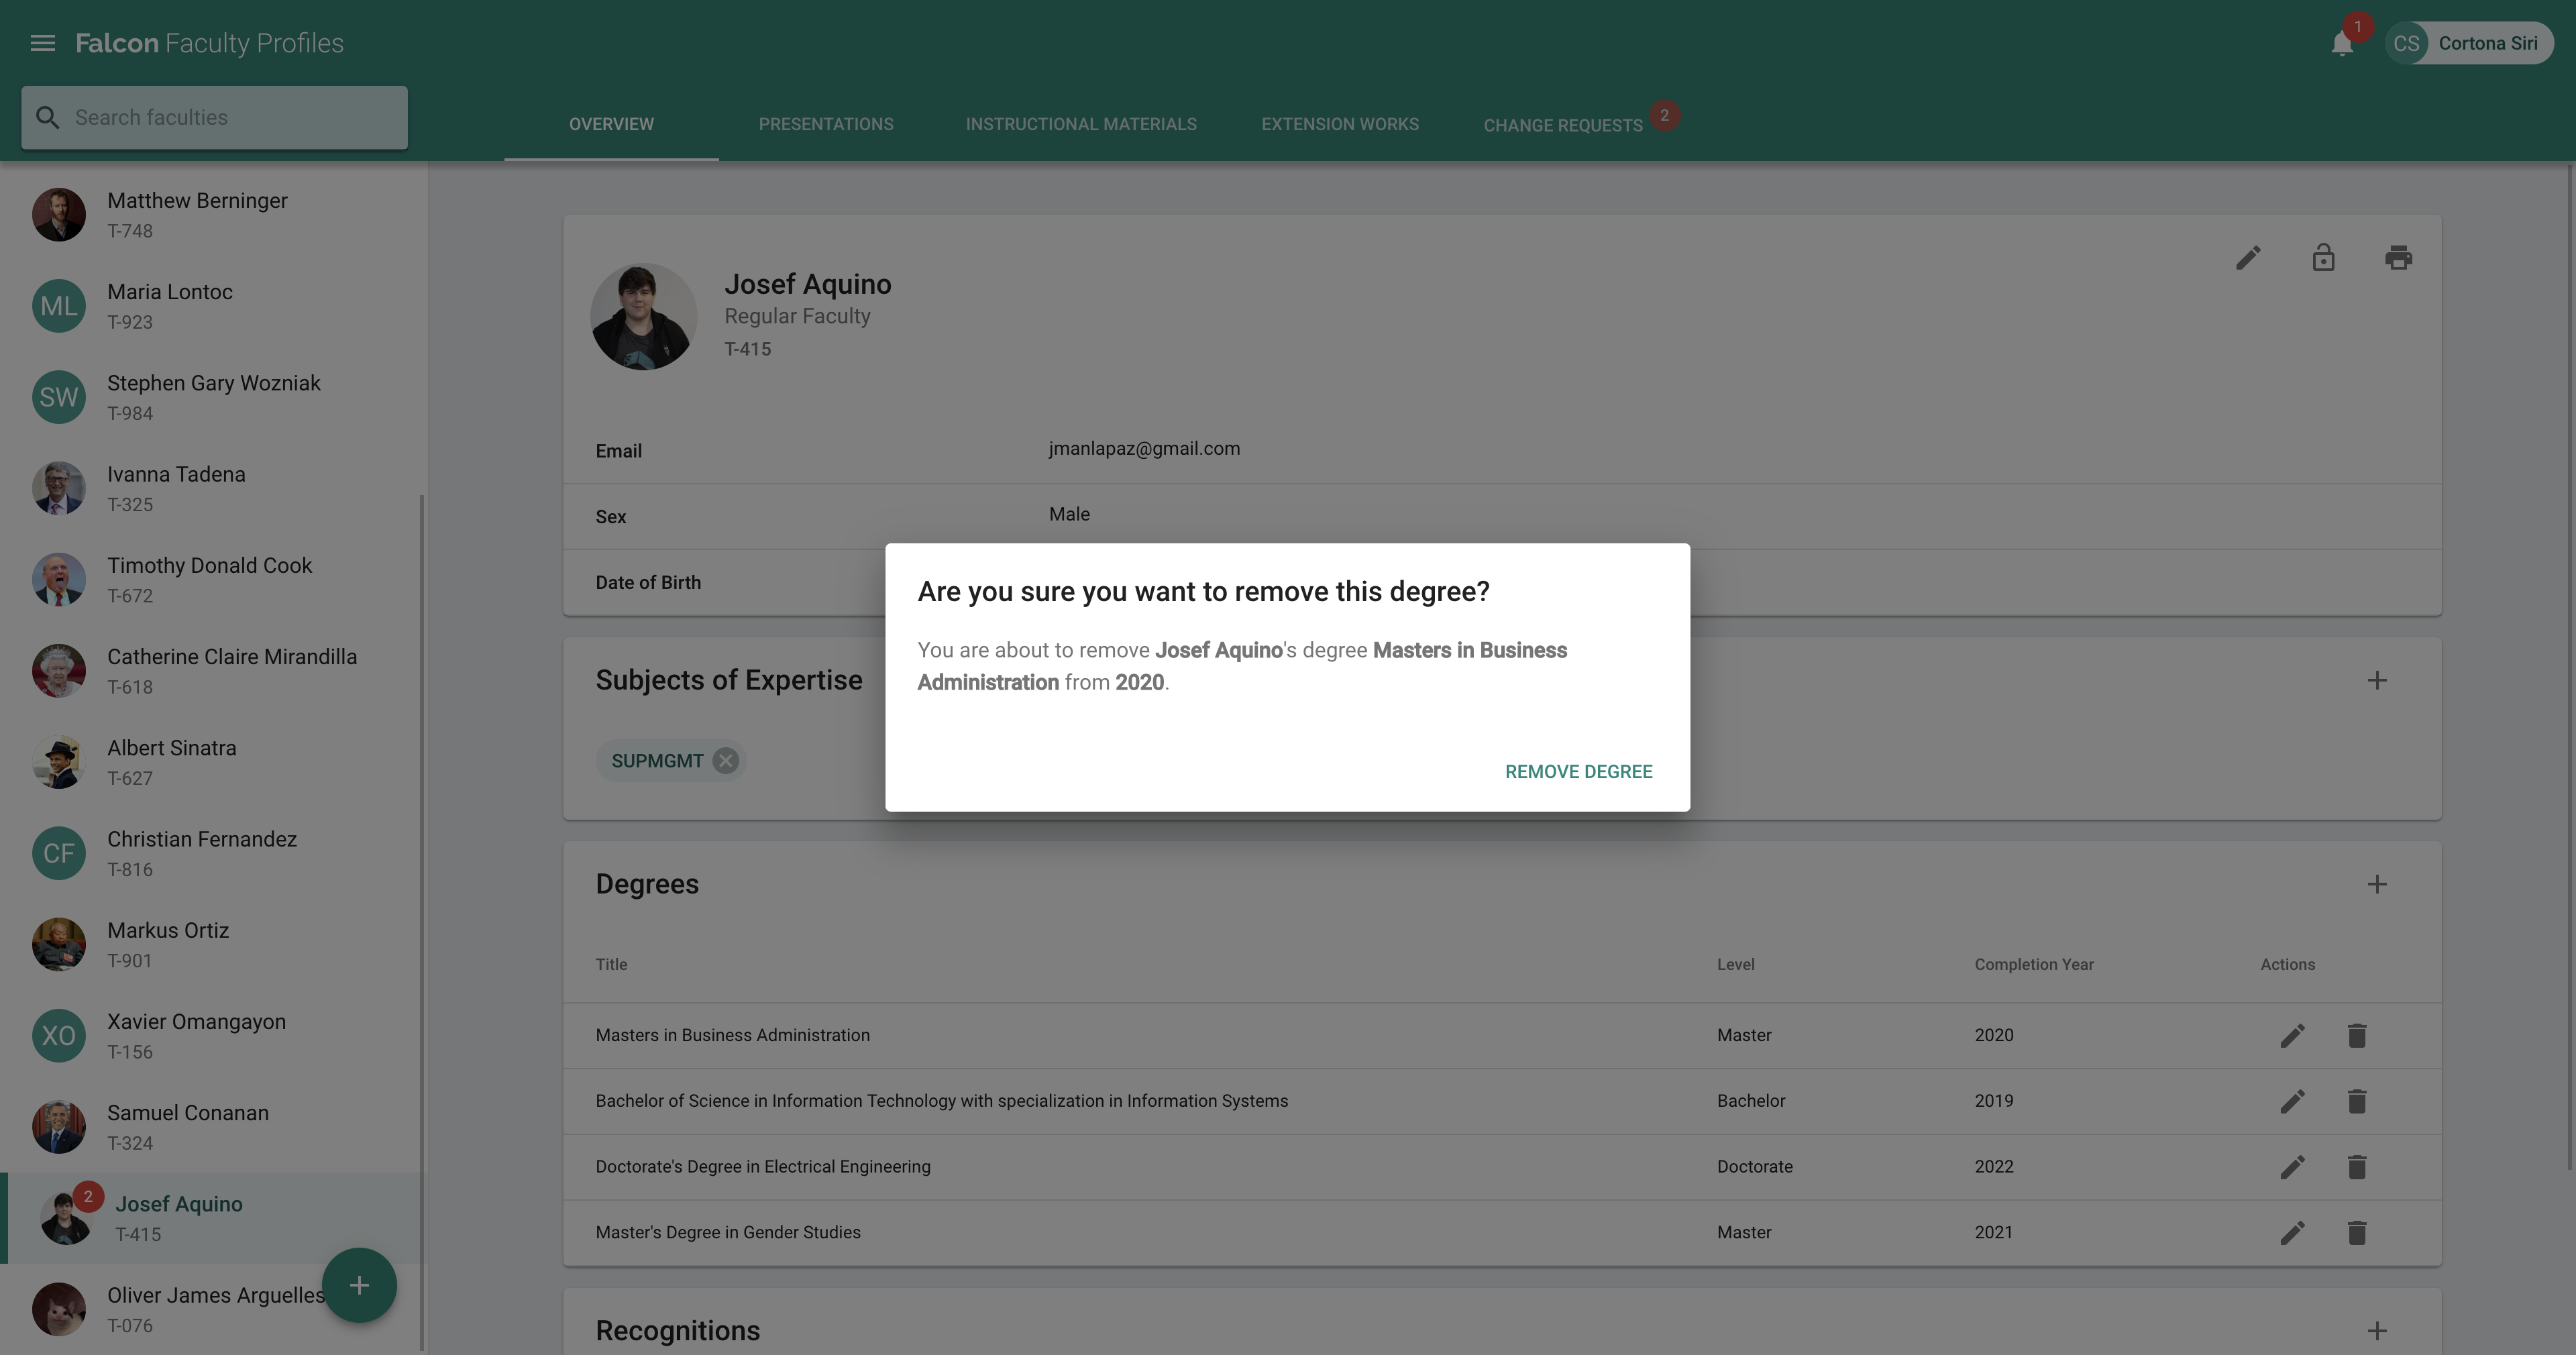 Falcon Faculty Profiles
1
CS
Cortona Siri
Search faculties
OVERVIEW
PRESENTATIONS
INSTRUCTIONAL MATERIALS
EXTENSION WORKS
CHANGE REQUESTS
2
Matthew Berninger
T-748
ML
Maria Lontoc
T-923
SW
Stephen Gary Wozniak
T-984
Ivanna Tadena
T-325
Timothy Donald Cook
T-672
Catherine Claire Mirandilla
T-618
Albert Sinatra
T-627
CF
Christian Fernandez
T-816
Markus Ortiz
T-901
XO
Xavier Omangayon
T-156
Samuel Conanan
T-324
2
Josef Aquino
T-415
Oliver James Arguelles
T-076
Josef Aquino
Regular Faculty
T-415
Email
jmanlapaz@gmail.com
Sex
Male
Date of Birth
Are you sure you want to remove this degree?
You are about to remove Josef Aquino's degree Masters in Business
Administration from 2020.
REMOVE DEGREE
Subjects of Expertise
SUPMGMT
Degrees
Title Level Completion Year Actions
Masters in Business Administration Master 2020
Bachelor of Science in Information Technology with specialization in Information Systems Bachelor 2019
Doctorate's Degree in Electrical Engineering Doctorate 2022
Master's Degree in Gender Studies Master 2021
Recognitions